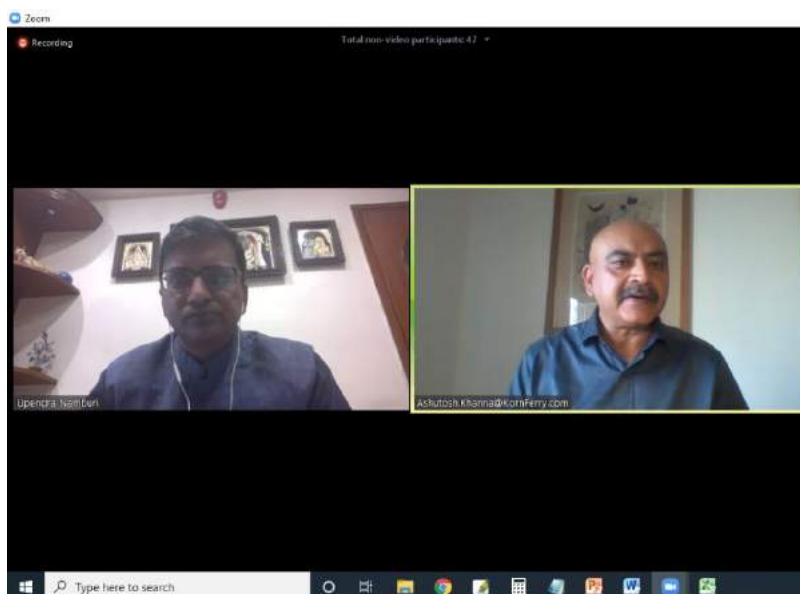 Zoom
Recording
Total non-video participants: 47
Upendra Namburi
Ashutosh.Khanna@KornFerry.com
Type here to search